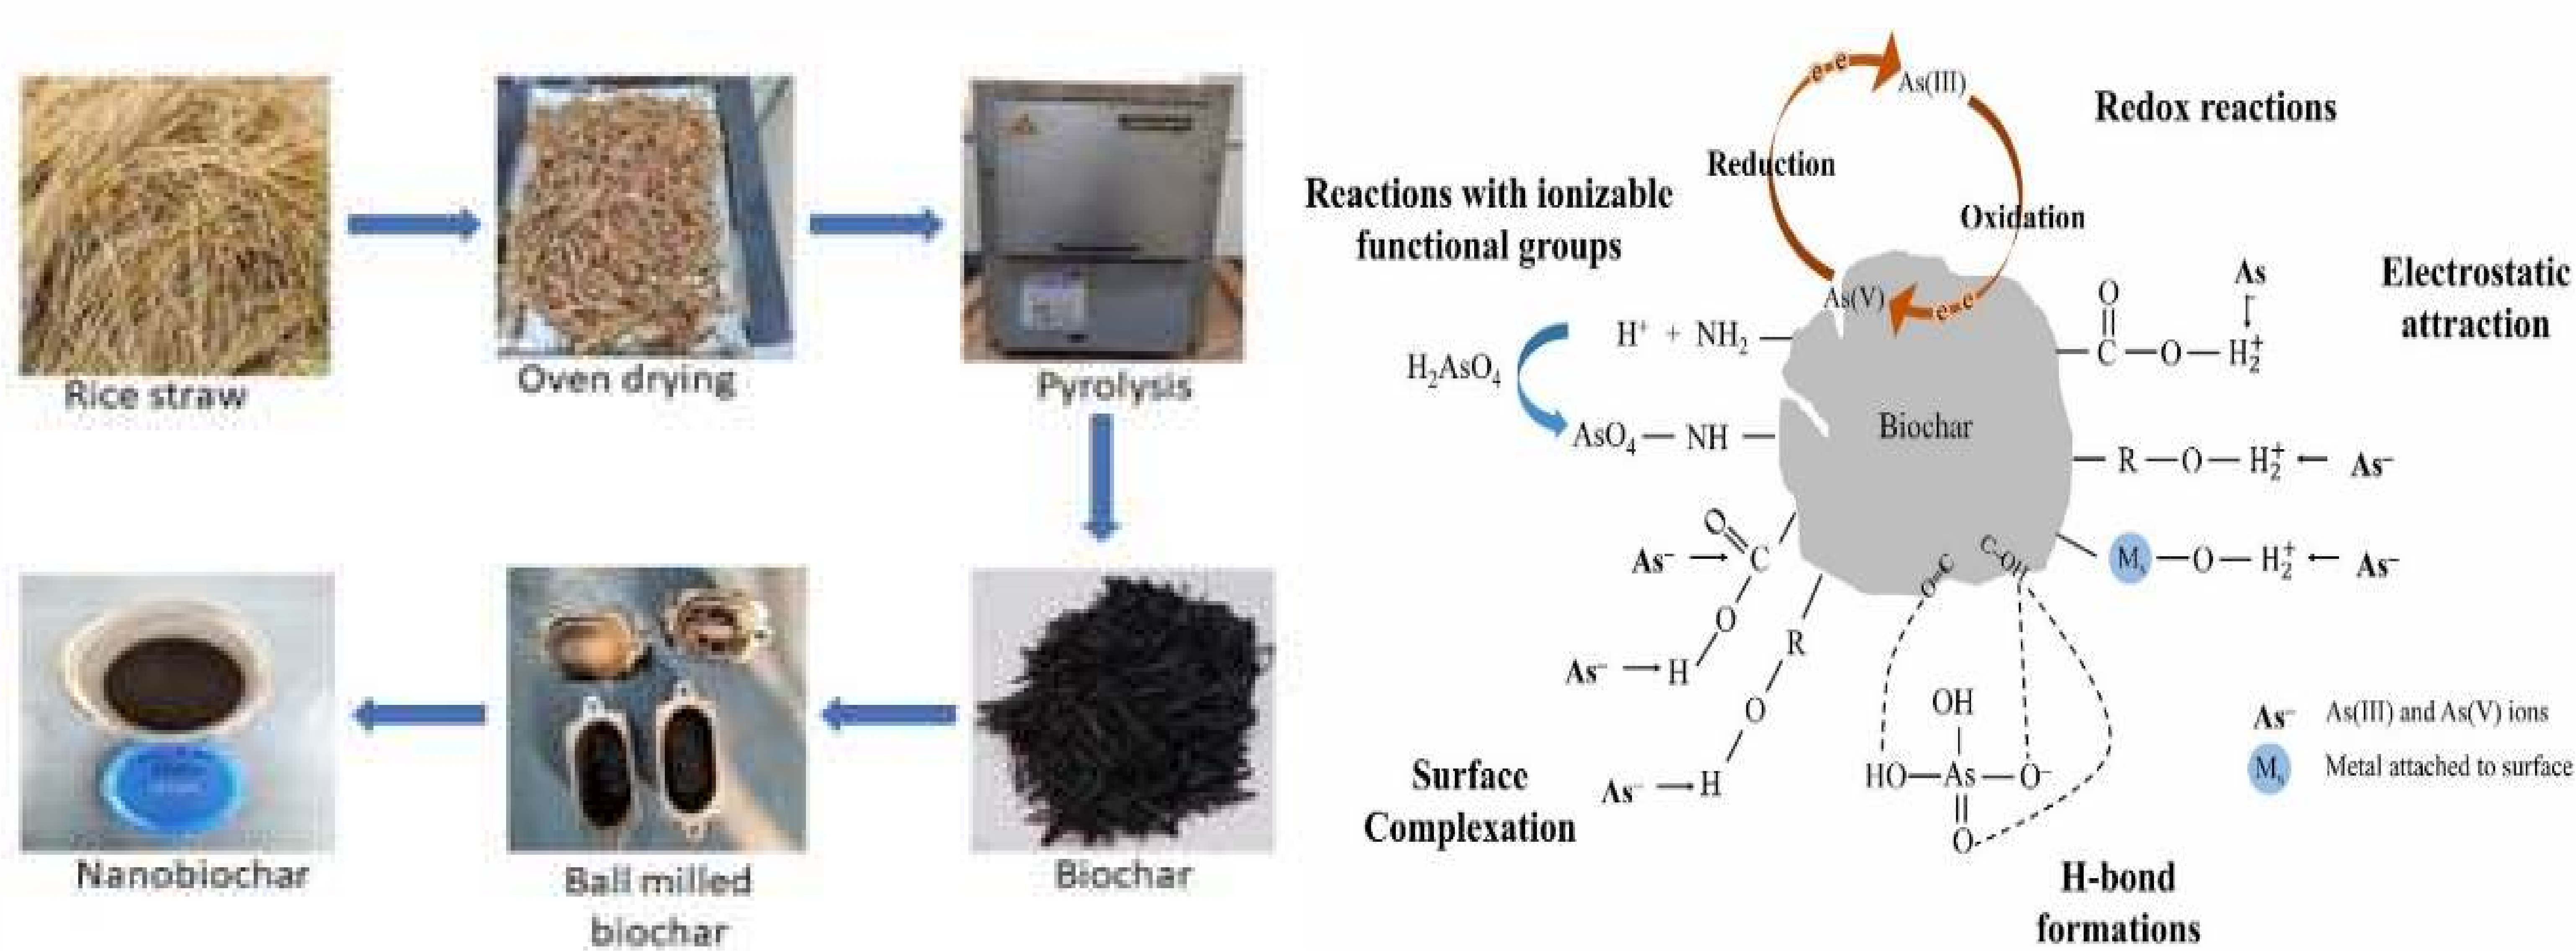 Rice straw
Oven drying
Pyrolysis
Nanobiochar
Ball milled
biochar
Biochar
e-e
As(III)
Redox reactions
Reduction
Oxidation
Reactions with ionizable
functional groups
As(V)
e-e
H⁺ + NH₂
H₂AsO₄
AsO₄ — NH
Biochar
As
Electrostatic
attraction
O
C — O — H₂⁺
R — O — H₂⁺ ← As⁻
Mₛ — O — H₂⁺ ← As⁻
O
As⁻ → C
O
As⁻ → H
R
O
As⁻ → H
Surface
Complexation
O=C
C-OH
OH
HO — As — O⁻
O
H-bond
formations
As⁻ As(III) and As(V) ions
Mₛ Metal attached to surface